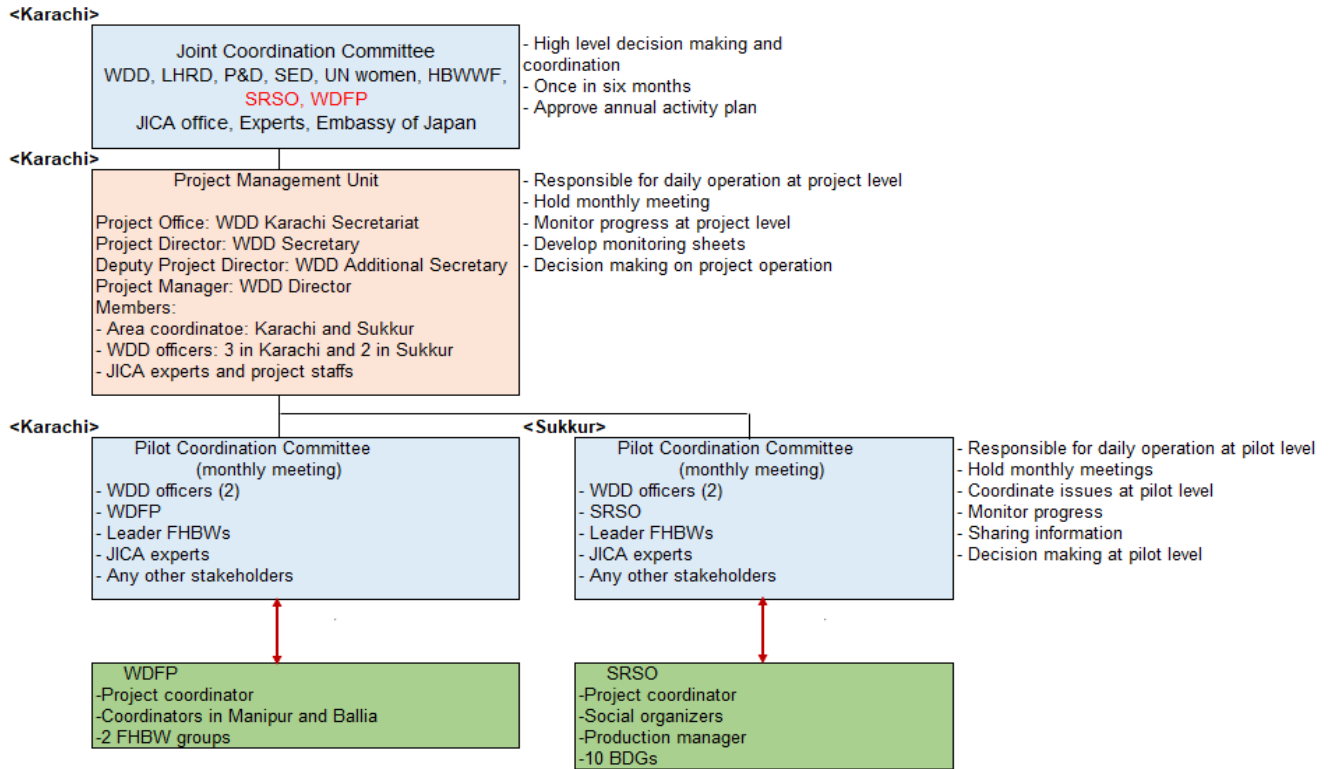 <Karachi>
Joint Coordination Committee
WDD, LHRD, P&D, SED, UN women, HBWWF,
SRSO, WDFP
JICA office, Experts, Embassy of Japan
- High level decision making and
coordination
- Once in six months
- Approve annual activity plan
<Karachi>
Project Management Unit
Project Office: WDD Karachi Secretariat
Project Director: WDD Secretary
Deputy Project Director: WDD Additional Secretary
Project Manager: WDD Director
Members:
- Area coordinatoe: Karachi and Sukkur
- WDD officers: 3 in Karachi and 2 in Sukkur
- JICA experts and project staffs
- Responsible for daily operation at project level
- Hold monthly meeting
- Monitor progress at project level
- Develop monitoring sheets
- Decision making on project operation
<Karachi>
Pilot Coordination Committee
(monthly meeting)
- WDD officers (2)
- WDFP
- Leader FHBWs
- JICA experts
- Any other stakeholders
<Sukkur>
Pilot Coordination Committee
(monthly meeting)
- WDD officers (2)
- SRSO
- Leader FHBWs
- JICA experts
- Any other stakeholders
- Responsible for daily operation at pilot level
- Hold monthly meetings
- Coordinate issues at pilot level
- Monitor progress
- Sharing information
- Decision making at pilot level
WDFP
-Project coordinator
-Coordinators in Manipur and Ballia
-2 FHBW groups
SRSO
-Project coordinator
-Social organizers
-Production manager
-10 BDGs